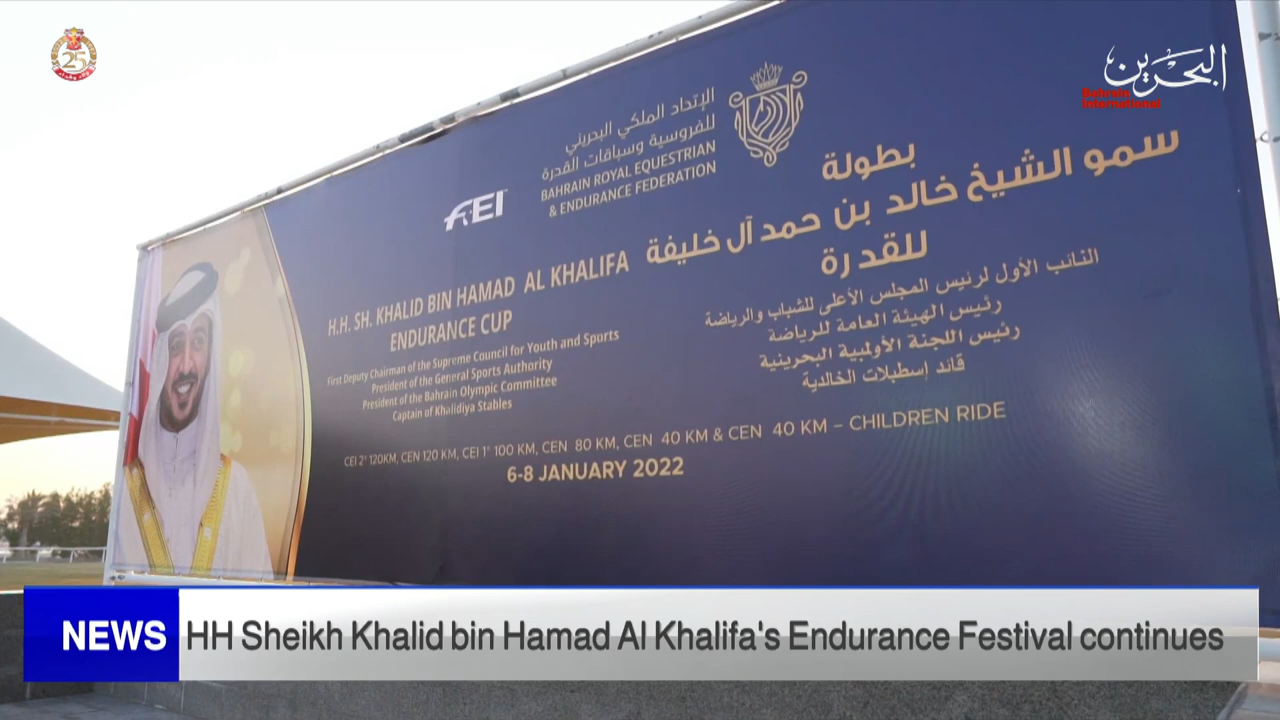 25
البحرين
Bahrain
International
الإتحاد الملكي البحريني
للفروسية وسباقات القدرة
BAHRAIN ROYAL EQUESTRIAN
& ENDURANCE FEDERATION
FEI
بطولة
سمو الشيخ خالد بن حمد آل خليفة
للقدرة
النائب الأول لرئيس المجلس الأعلى للشباب والرياضة
رئيس الهيئة العامة للرياضة
رئيس اللجنة الأولمبية البحرينية
قائد إسطبلات الخالدية
H.H. SH. KHALID BIN HAMAD AL KHALIFA
ENDURANCE CUP
First Deputy Chairman of the Supreme Council for Youth and Sports
President of the General Sports Authority
President of the Bahrain Olympic Committee
Captain of Khalidiya Stables
CEI 2* 120KM, CEN 120 KM, CEI 1* 100 KM, CEN 80 KM, CEN 40 KM & CEN 40 KM – CHILDREN RIDE
6-8 JANUARY 2022
NEWS
HH Sheikh Khalid bin Hamad Al Khalifa's Endurance Festival continues